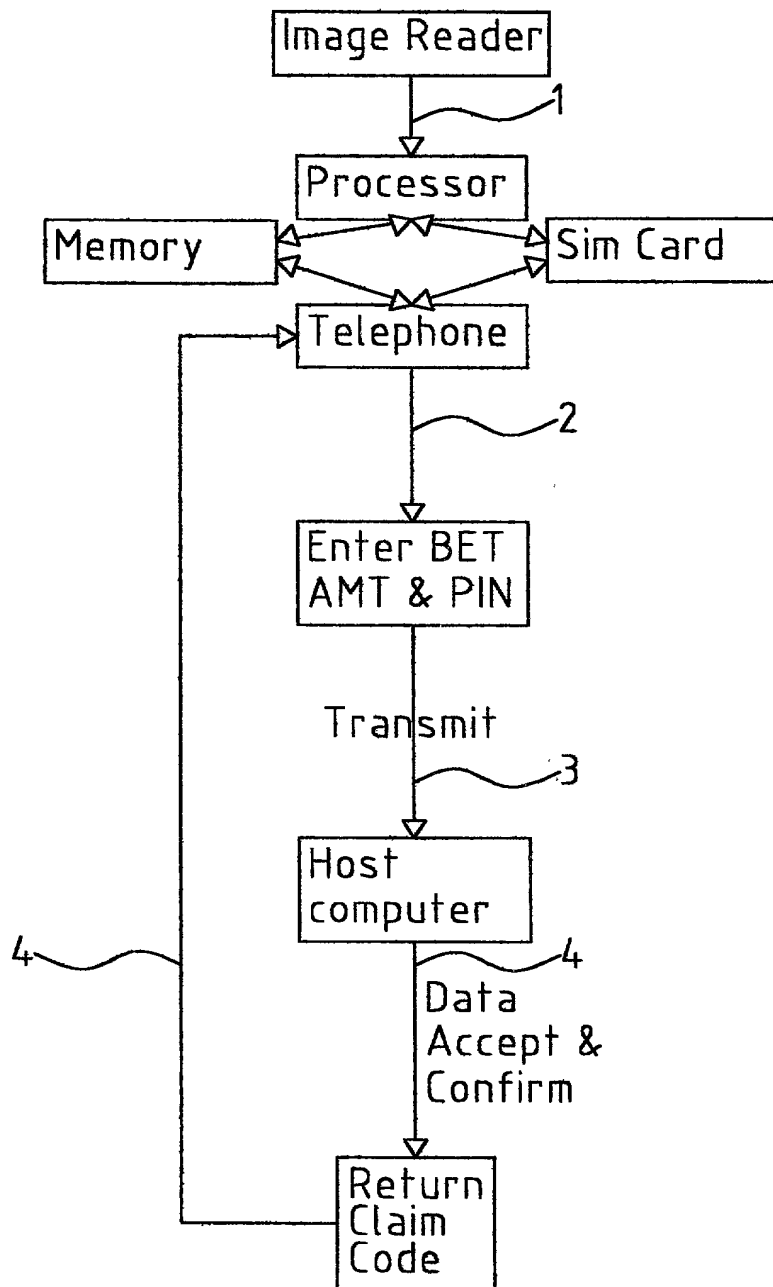 Image Reader
1
Processor
Memory
Sim Card
Telephone
2
Enter BET
AMT & PIN
Transmit
3
Host
computer
4
4
Data
Accept &
Confirm
Return
Claim
Code